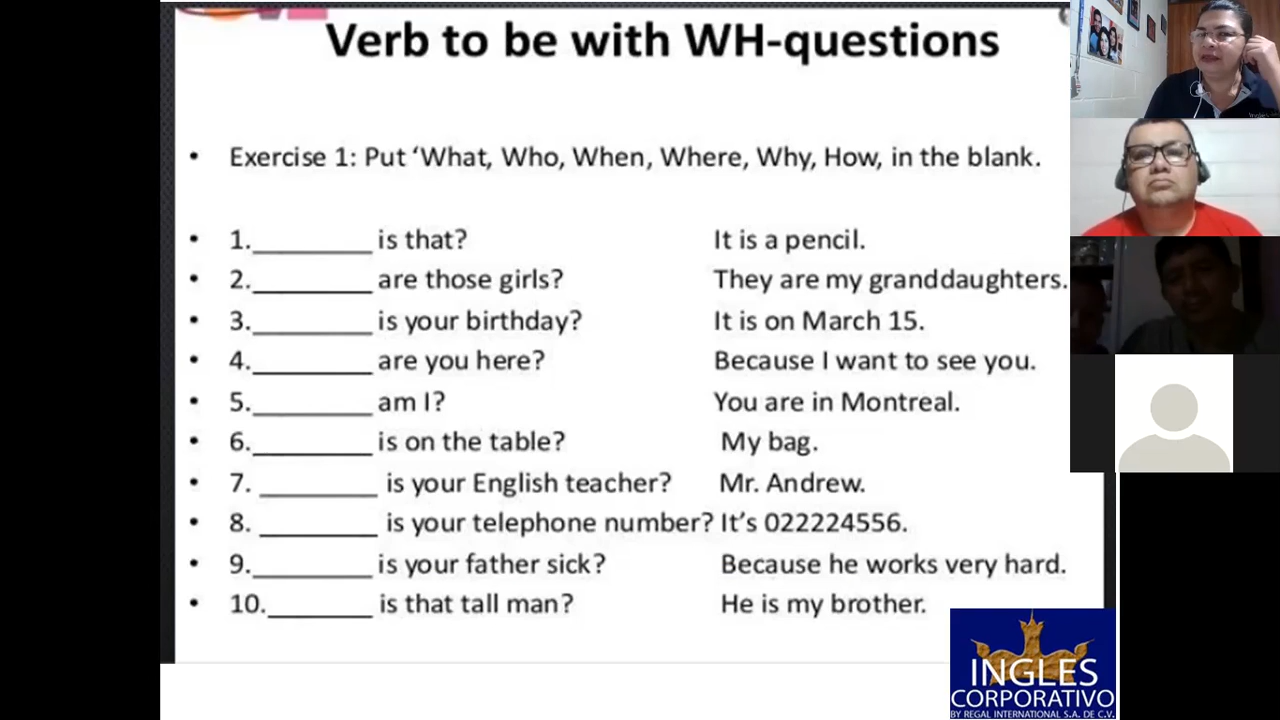 Verb to be with WH-questions
• Exercise 1: Put ‘What, Who, When, Where, Why, How, in the blank.
• 1.________ is that? It is a pencil.
• 2.________ are those girls? They are my granddaughters.
• 3.________ is your birthday? It is on March 15.
• 4.________ are you here? Because I want to see you.
• 5.________ am I? You are in Montreal.
• 6.________ is on the table? My bag.
• 7. ________ is your English teacher? Mr. Andrew.
• 8. ________ is your telephone number? It’s 022224556.
• 9.________ is your father sick? Because he works very hard.
• 10._______ is that tall man? He is my brother.
INGLES
CORPORATIVO
BY REGAL INTERNATIONAL S.A. DE C.V.